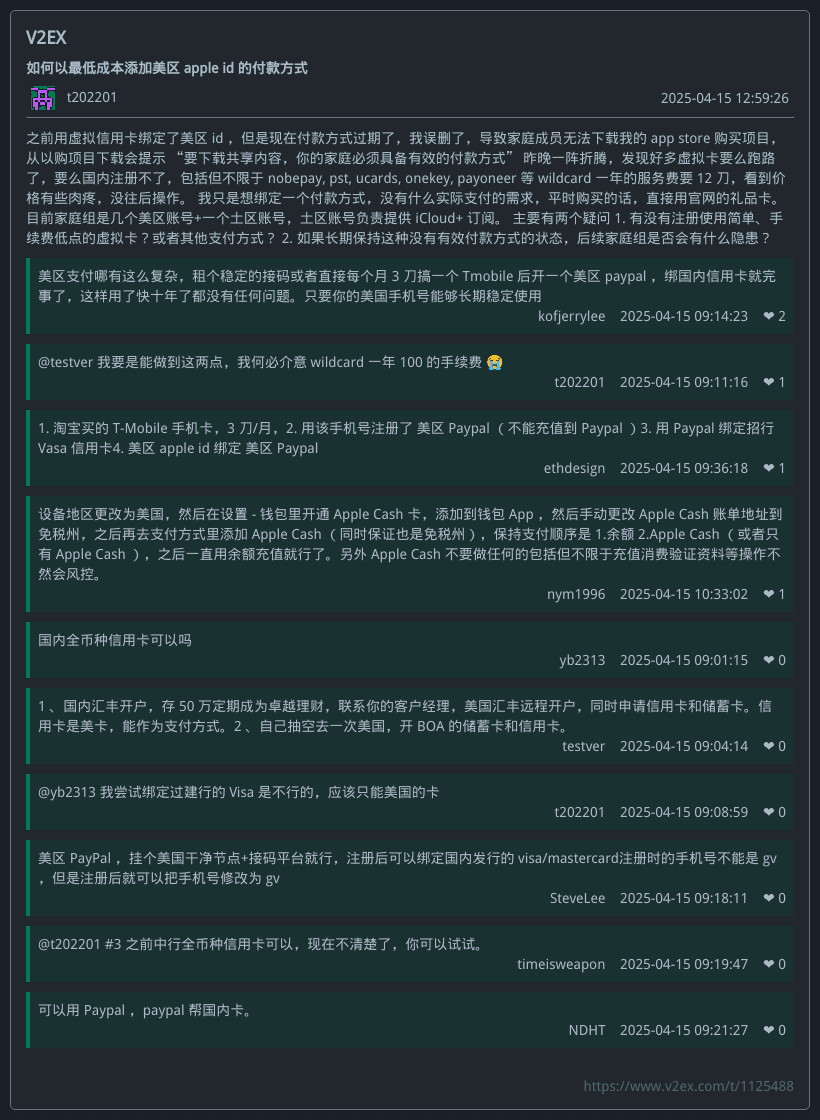 V2EX
如何以最低成本添加美区 apple id 的付款方式
t202201 2025-04-15 12:59:26
之前用虚拟信用卡绑定了美区 id ，但是现在付款方式过期了，我误删了，导致家庭成员无法下载我的 app store 购买项目，
从以购项目下载会提示 “要下载共享内容，你的家庭必须具备有效的付款方式” 昨晚一阵折腾，发现好多虚拟卡要么跑路
了，要么国内注册不了，包括但不限于 nobepay, pst, ucards, onekey, payoneer 等 wildcard 一年的服务费要 12 刀，看到价
格有些肉疼，没往后操作。 我只是想绑定一个付款方式，没有什么实际支付的需求，平时购买的话，直接用官网的礼品卡。
目前家庭组是几个美区账号+一个土区账号，土区账号负责提供 iCloud+ 订阅。 主要有两个疑问 1. 有没有注册使用简单、手
续费低点的虚拟卡？或者其他支付方式？ 2. 如果长期保持这种没有有效付款方式的状态，后续家庭组是否会有什么隐患？
美区支付哪有这么复杂，租个稳定的接码或者直接每个月 3 刀搞一个 Tmobile 后开一个美区 paypal ，绑国内信用卡就完
事了，这样用了快十年了都没有任何问题。只要你的美国手机号能够长期稳定使用
kofjerrylee 2025-04-15 09:14:23 ❤ 2
@testver 我要是能做到这两点，我何必介意 wildcard 一年 100 的手续费 😭
t202201 2025-04-15 09:11:16 ❤ 1
1. 淘宝买的 T-Mobile 手机卡，3 刀/月，2. 用该手机号注册了 美区 Paypal （ 不能充值到 Paypal ）3. 用 Paypal 绑定招行
Vasa 信用卡4. 美区 apple id 绑定 美区 Paypal
ethdesign 2025-04-15 09:36:18 ❤ 1
设备地区更改为美国，然后在设置 - 钱包里开通 Apple Cash 卡，添加到钱包 App ，然后手动更改 Apple Cash 账单地址到
免税州，之后再去支付方式里添加 Apple Cash （ 同时保证也是免税州 ），保持支付顺序是 1.余额 2.Apple Cash （ 或者只
有 Apple Cash ），之后一直用余额充值就行了。另外 Apple Cash 不要做任何的包括但不限于充值消费验证资料等操作不
然会风控。
nym1996 2025-04-15 10:33:02 ❤ 1
国内全币种信用卡可以吗
yb2313 2025-04-15 09:01:15 ❤ 0
1 、国内汇丰开户，存 50 万定期成为卓越理财，联系你的客户经理，美国汇丰远程开户，同时申请信用卡和储蓄卡。信
用卡是美卡，能作为支付方式。2 、自己抽空去一次美国，开 BOA 的储蓄卡和信用卡。
testver 2025-04-15 09:04:14 ❤ 0
@yb2313 我尝试绑定过建行的 Visa 是不行的，应该只能美国的卡
t202201 2025-04-15 09:08:59 ❤ 0
美区 PayPal ，挂个美国干净节点+接码平台就行，注册后可以绑定国内发行的 visa/mastercard注册时的手机号不能是 gv
，但是注册后就可以把手机号修改为 gv
SteveLee 2025-04-15 09:18:11 ❤ 0
@t202201 #3 之前中行全币种信用卡可以，现在不清楚了，你可以试试。
timeisweapon 2025-04-15 09:19:47 ❤ 0
可以用 Paypal ，paypal 帮国内卡。
NDHT 2025-04-15 09:21:27 ❤ 0
https://www.v2ex.com/t/1125488